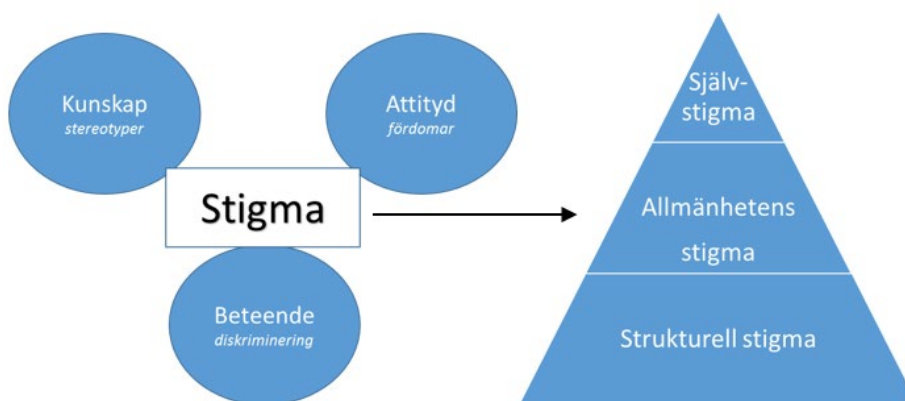 Kunskap
stereotyper
Attityd
fördomar
Stigma
Beteende
diskriminering
Själv-
stigma
Allmänhetens
stigma
Strukturell stigma